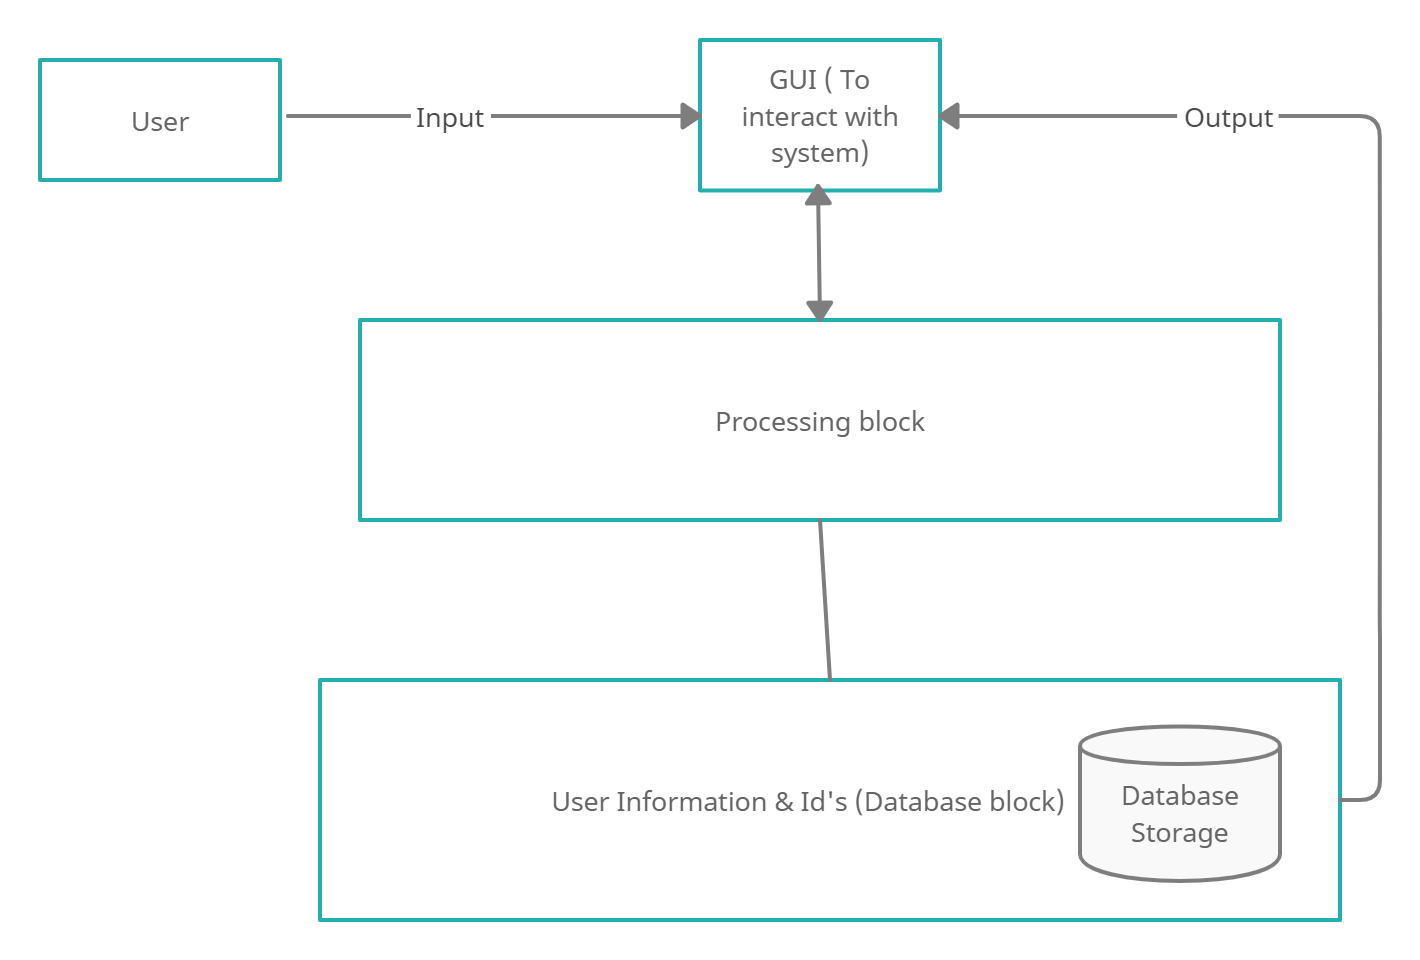 User
Input
GUI ( To
interact with
system)
Output
Processing block
User Information & Id's (Database block)
Database
Storage